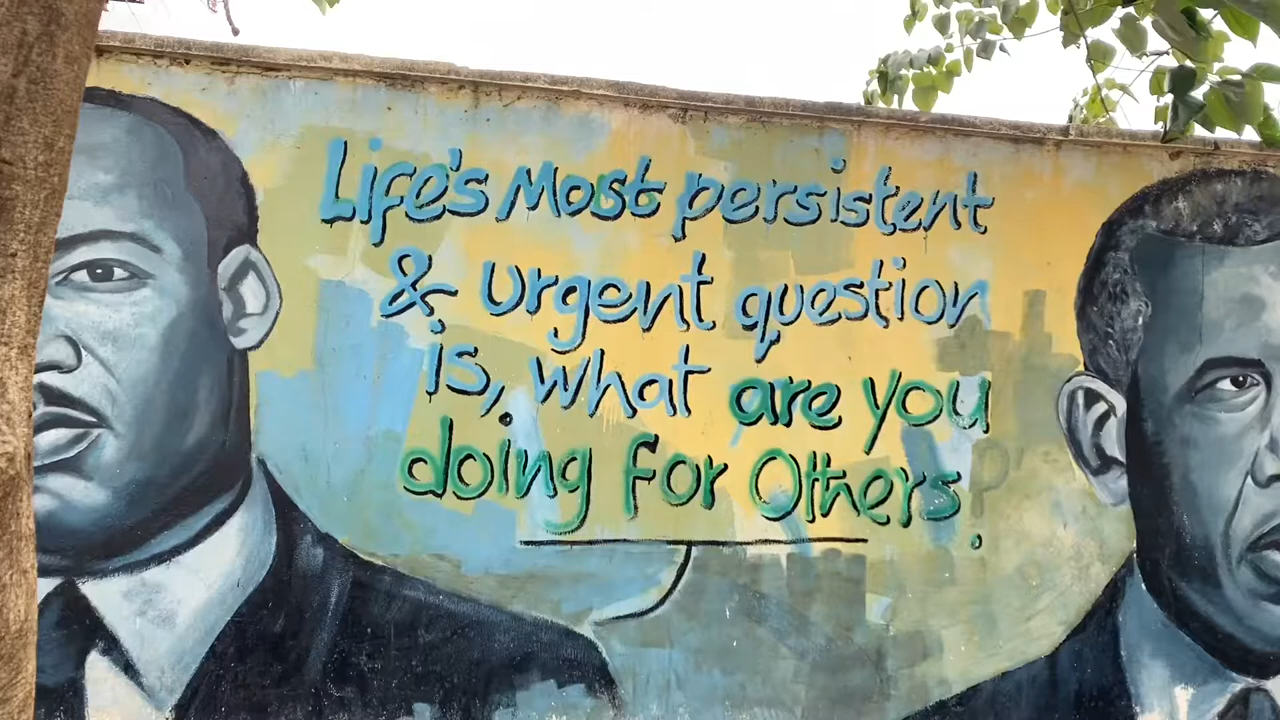 Life's Most persistent
& urgent question
is, what are you
doing for Others.